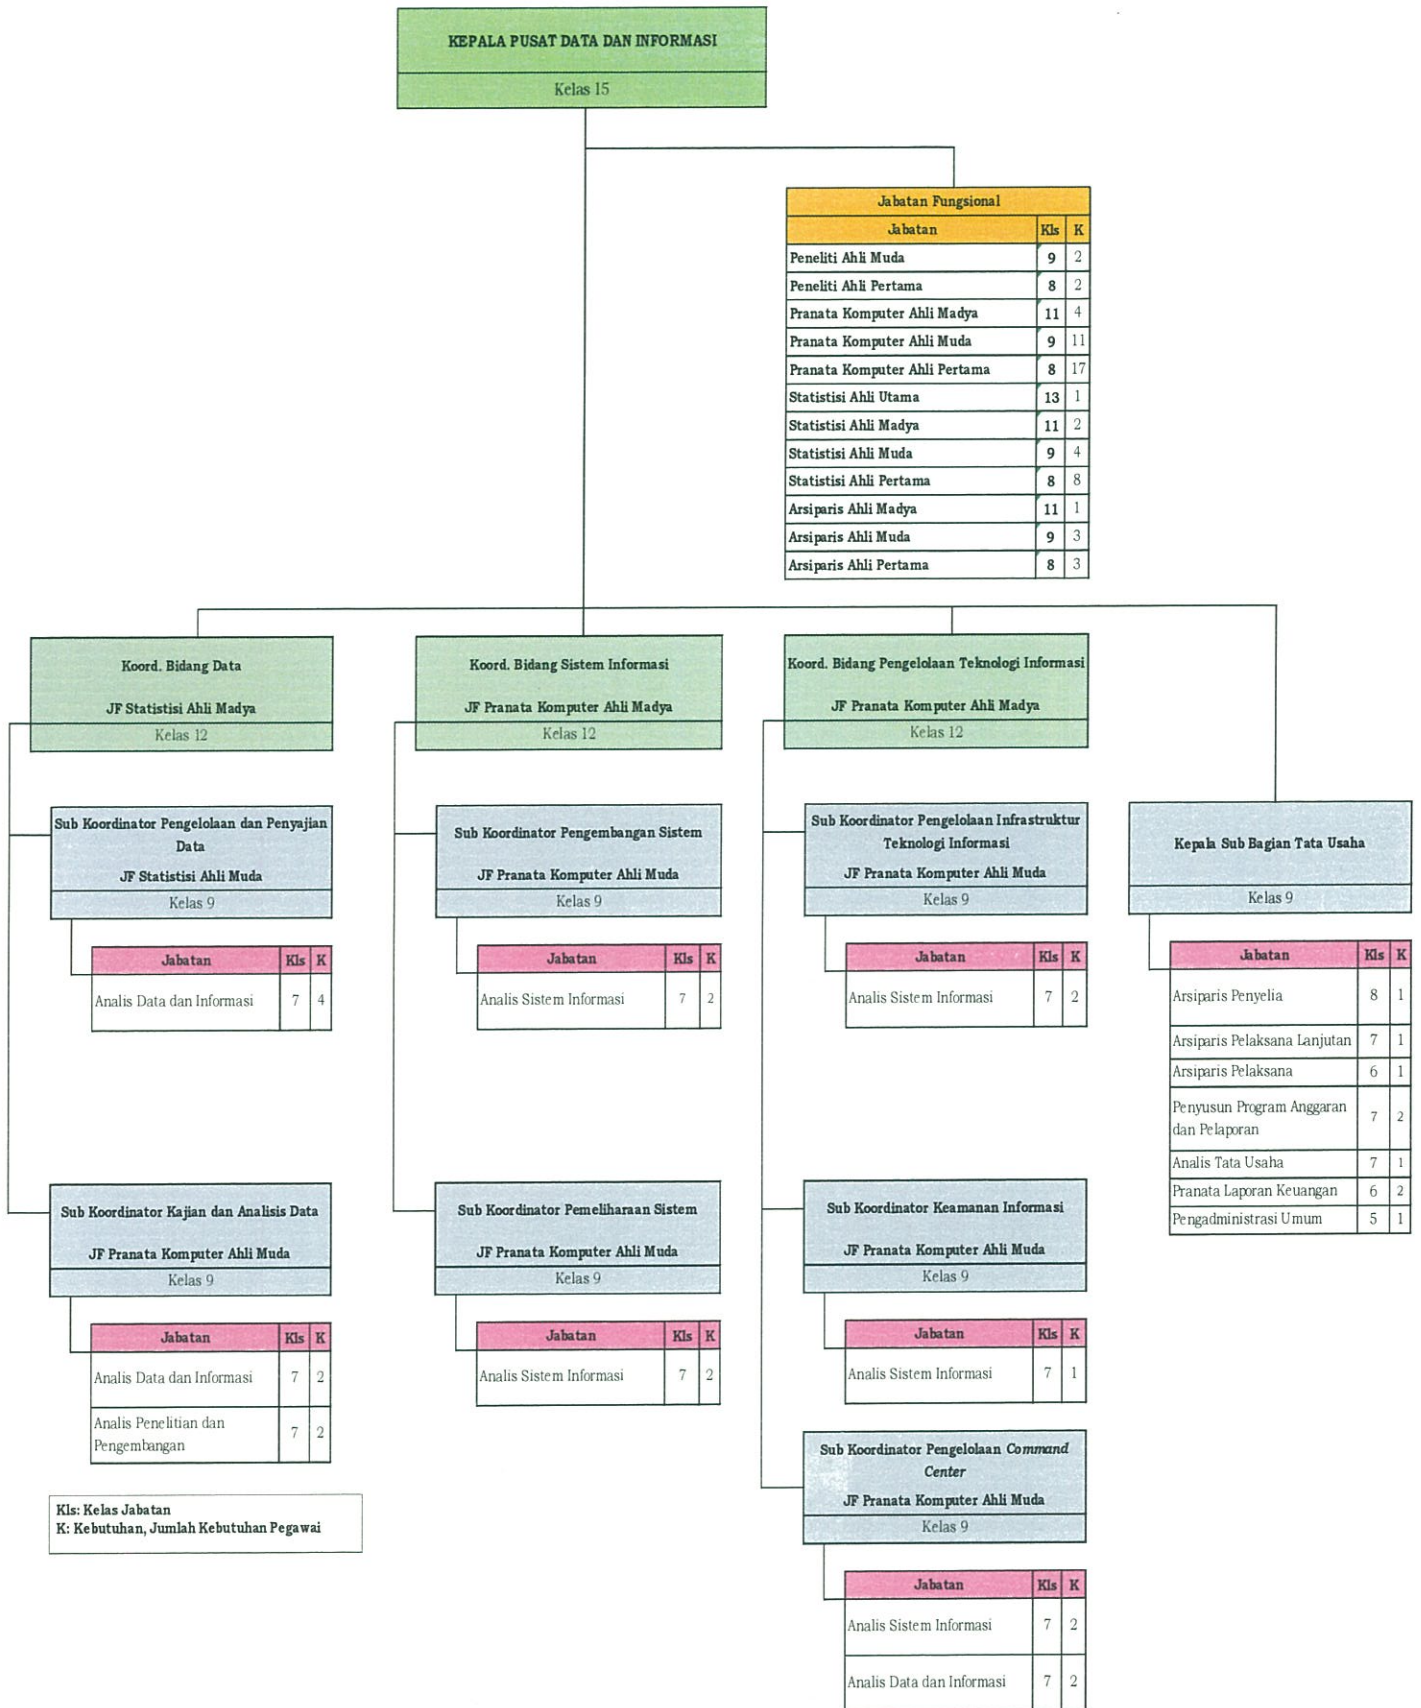 KEPALA PUSAT DATA DAN INFORMASI
Kelas 15
Jabatan Fungsional
Jabatan Kls K
Peneliti Ahli Muda 9 2
Peneliti Ahli Pertama 8 2
Pranata Komputer Ahli Madya 11 4
Pranata Komputer Ahli Muda 9 11
Pranata Komputer Ahli Pertama 8 17
Statistisi Ahli Utama 13 1
Statistisi Ahli Madya 11 2
Statistisi Ahli Muda 9 4
Statistisi Ahli Pertama 8 8
Arsiparis Ahli Madya 11 1
Arsiparis Ahli Muda 9 3
Arsiparis Ahli Pertama 8 3
Koord. Bidang Data
JF Statistisi Ahli Madya
Kelas 12
Sub Koordinator Pengelolaan dan Penyajian
Data
JF Statistisi Ahli Muda
Kelas 9
Jabatan Kls K
Analis Data dan Informasi 7 4
Sub Koordinator Kajian dan Analisis Data
JF Pranata Komputer Ahli Muda
Kelas 9
Jabatan Kls K
Analis Data dan Informasi 7 2
Analis Penelitian dan
Pengembangan 7 2
Koord. Bidang Sistem Informasi
JF Pranata Komputer Ahli Madya
Kelas 12
Sub Koordinator Pengembangan Sistem
JF Pranata Komputer Ahli Muda
Kelas 9
Jabatan Kls K
Analis Sistem Informasi 7 2
Sub Koordinator Pemeliharaan Sistem
JF Pranata Komputer Ahli Muda
Kelas 9
Jabatan Kls K
Analis Sistem Informasi 7 2
Koord. Bidang Pengelolaan Teknologi Informasi
JF Pranata Komputer Ahli Madya
Kelas 12
Sub Koordinator Pengelolaan Infrastruktur
Teknologi Informasi
JF Pranata Komputer Ahli Muda
Kelas 9
Jabatan Kls K
Analis Sistem Informasi 7 2
Sub Koordinator Keamanan Informasi
JF Pranata Komputer Ahli Muda
Kelas 9
Jabatan Kls K
Analis Sistem Informasi 7 1
Sub Koordinator Pengelolaan Command
Center
JF Pranata Komputer Ahli Muda
Kelas 9
Jabatan Kls K
Analis Sistem Informasi 7 2
Analis Data dan Informasi 7 2
Kepala Sub Bagian Tata Usaha
Kelas 9
Jabatan Kls K
Arsiparis Penyelia 8 1
Arsiparis Pelaksana Lanjutan 7 1
Arsiparis Pelaksana 6 1
Penyusun Program Anggaran
dan Pelaporan 7 2
Analis Tata Usaha 7 1
Pranata Laporan Keuangan 6 2
Pengadministrasi Umum 5 1
Kls: Kelas Jabatan
K: Kebutuhan, Jumlah Kebutuhan Pegawai